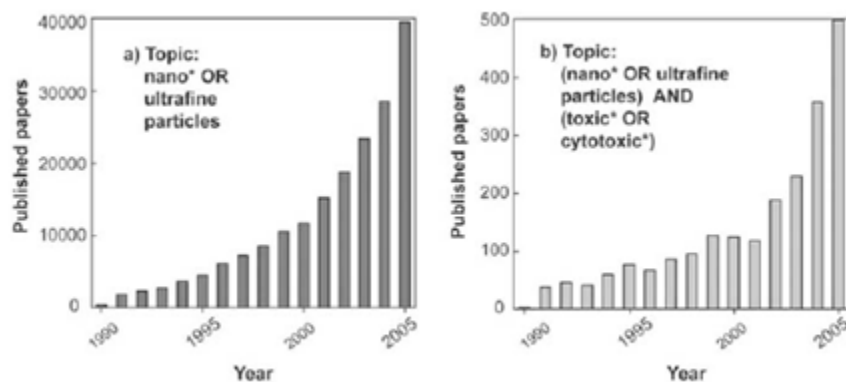 40000
30000
20000
10000
0
Published papers
a) Topic:
nano* OR
ultrafine
particles
1990
1995
2000
2005
Year
500
400
300
200
100
0
Published papers
b) Topic:
(nano* OR ultrafine
particles) AND
(toxic* OR
cytotoxic*)
1990
1995
2000
2005
Year